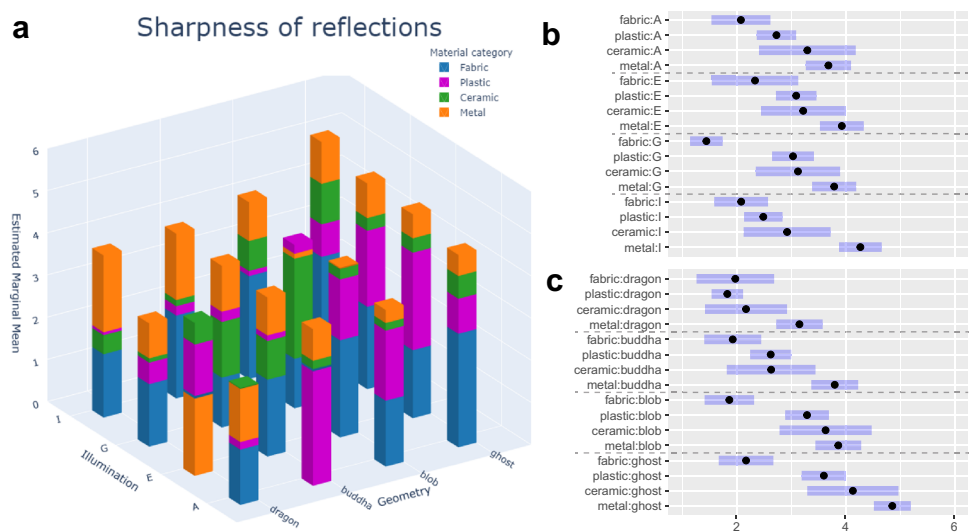 a
Sharpness of reflections
Material category
Fabric
Plastic
Ceramic
Metal
6
5
4
3
2
1
0
Estimated Marginal Mean
I
G
E
A
Illumination
dragon
buddha
blob
ghost
Geometry
b
fabric:A
plastic:A
ceramic:A
metal:A
fabric:E
plastic:E
ceramic:E
metal:E
fabric:G
plastic:G
ceramic:G
metal:G
fabric:I
plastic:I
ceramic:I
metal:I
c
fabric:dragon
plastic:dragon
ceramic:dragon
metal:dragon
fabric:buddha
plastic:buddha
ceramic:buddha
metal:buddha
fabric:blob
plastic:blob
ceramic:blob
metal:blob
fabric:ghost
plastic:ghost
ceramic:ghost
metal:ghost
2 4 6